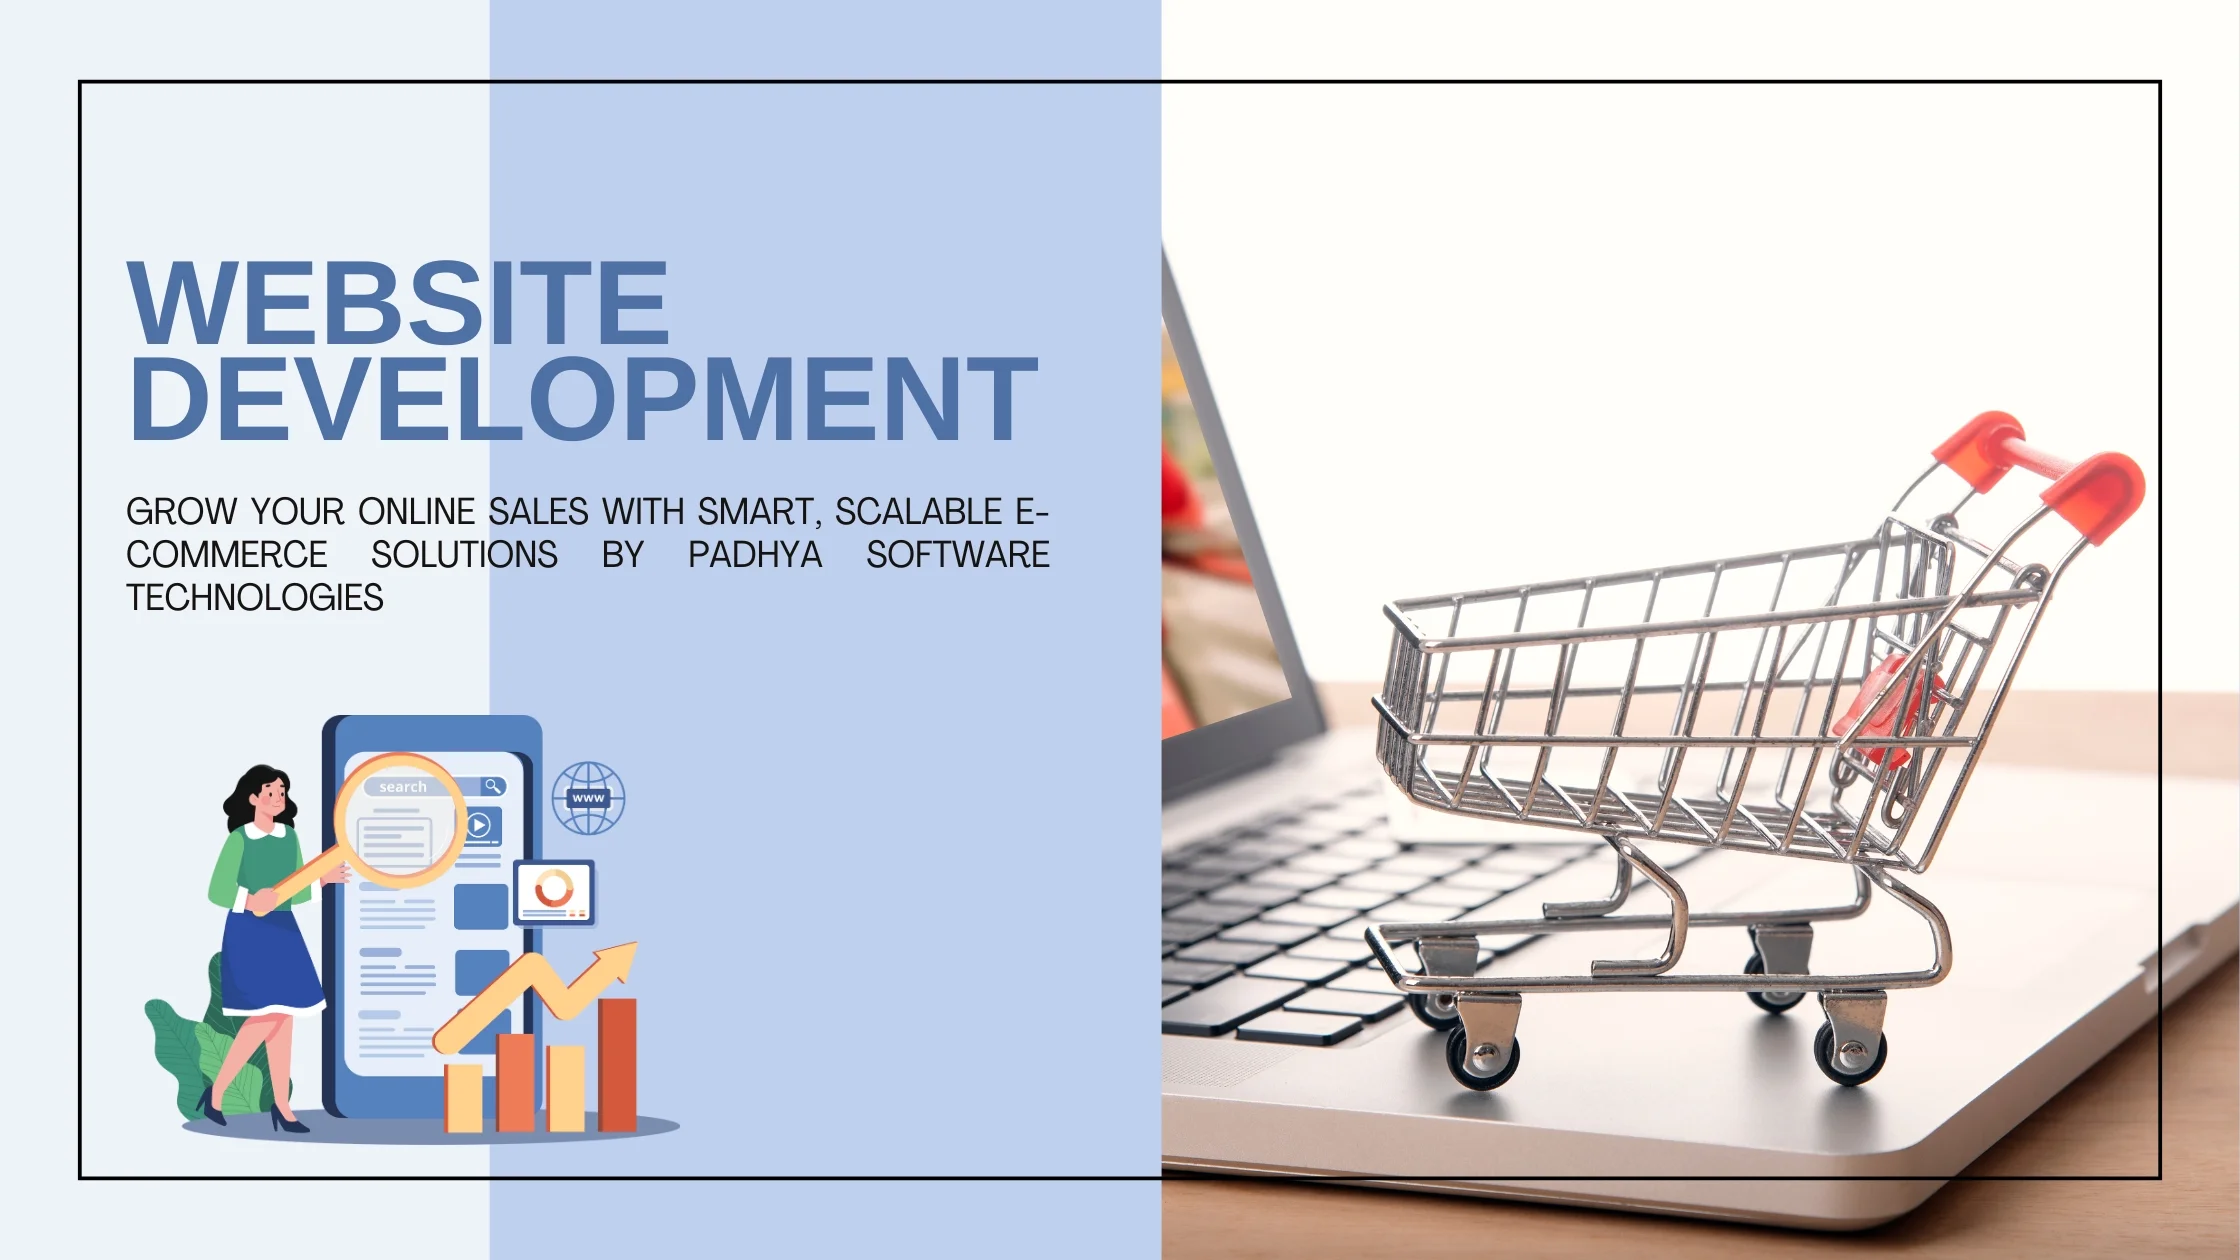 WEBSITE
DEVELOPMENT
GROW YOUR ONLINE SALES WITH SMART, SCALABLE E-
COMMERCE SOLUTIONS BY PADHYA SOFTWARE
TECHNOLOGIES
search
www